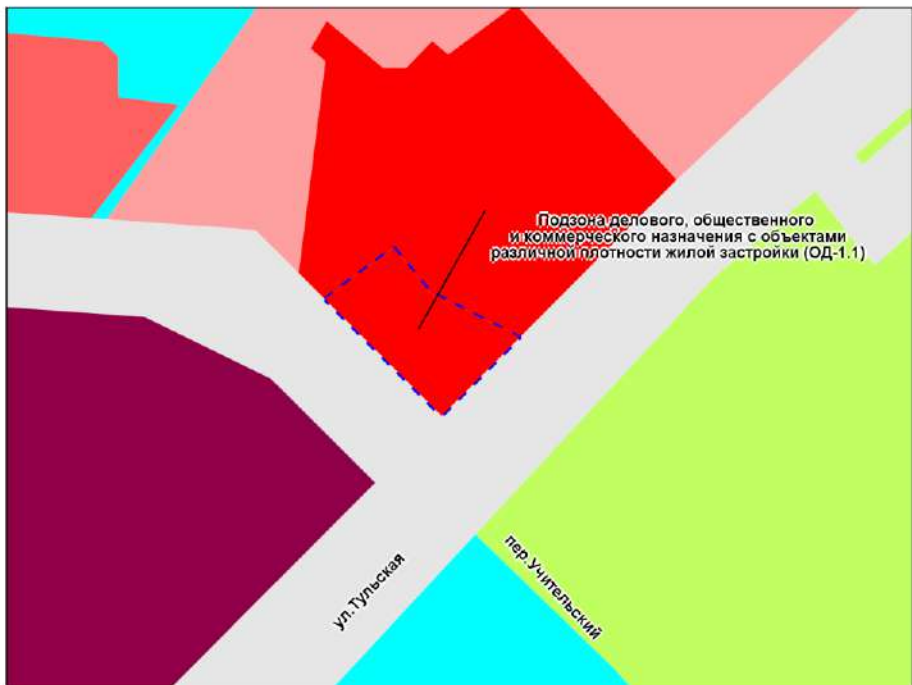 Подзона делового, общественного
и коммерческого назначения с объектами
различной плотности жилой застройки (ОД-1.1)
ул.Тульская
пер.Учительский